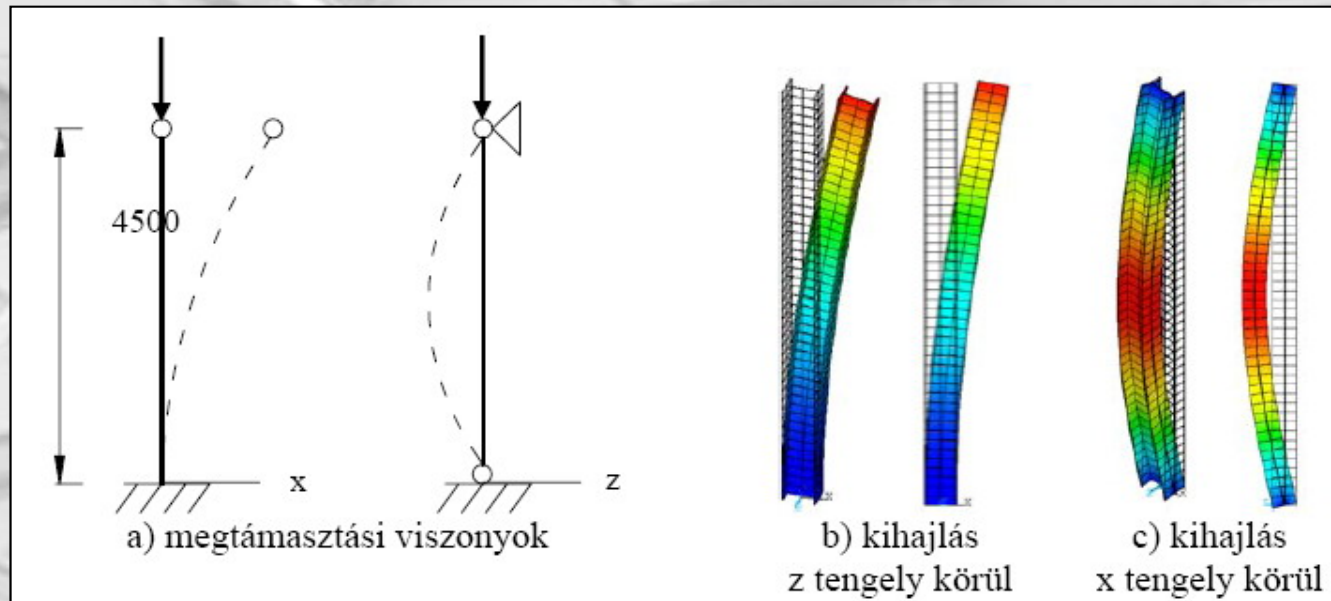 4500
x
z
a) megtámasztási viszonyok
b) kihajlás
z tengely körül
c) kihajlás
x tengely körül